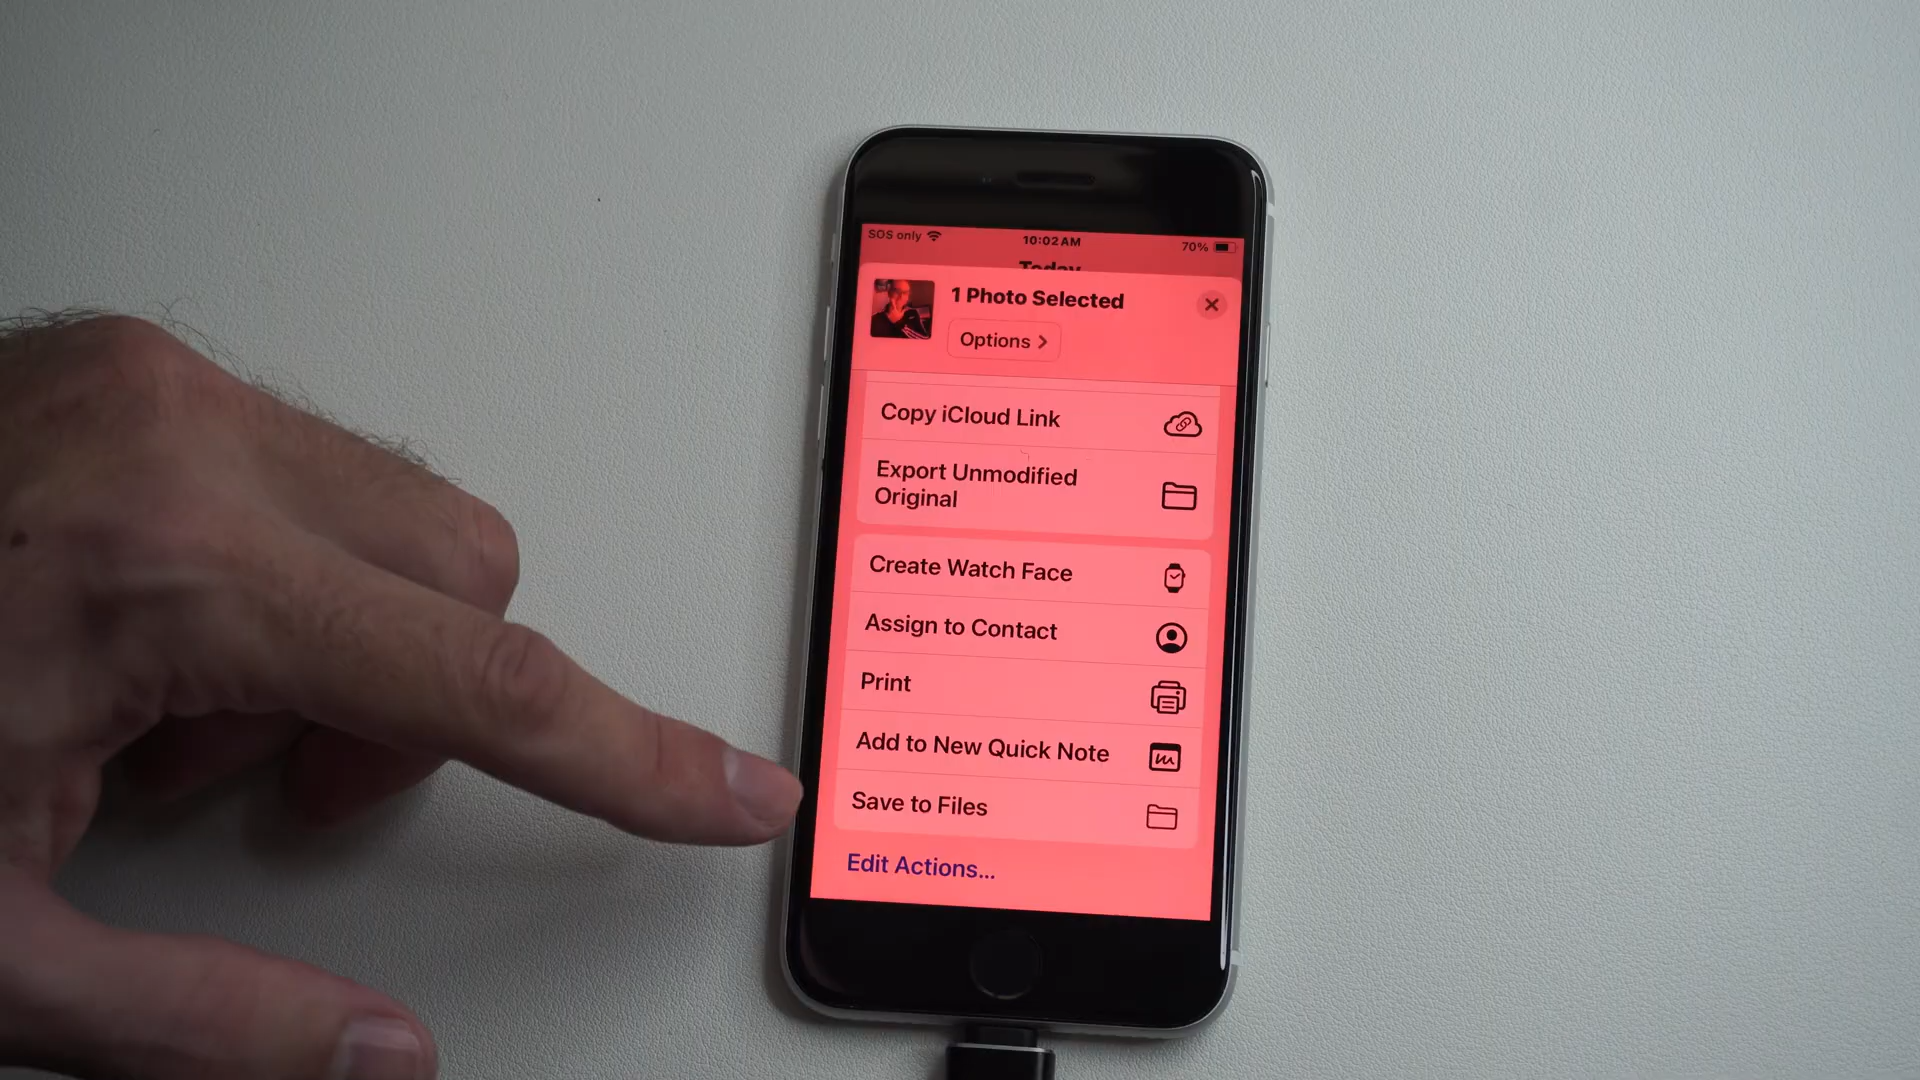 SOS only
10:02 AM
70%
Today
1 Photo Selected
Options
Copy iCloud Link
Export Unmodified
Original
Create Watch Face
Assign to Contact
Print
Add to New Quick Note
Save to Files
Edit Actions...